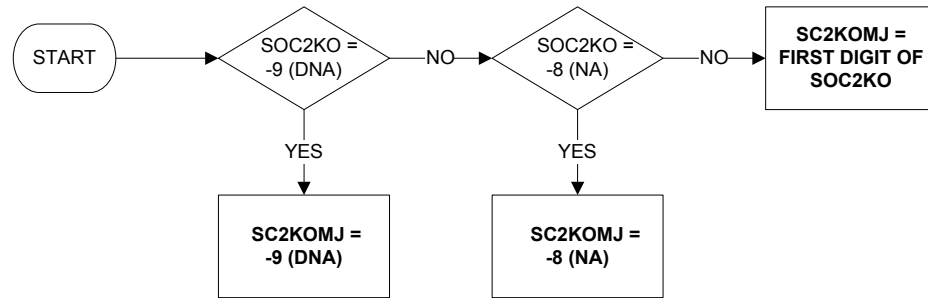 START
SOC2KO =
-9 (DNA)
NO
SOC2KO =
-8 (NA)
NO
SC2KOMJ =
FIRST DIGIT OF
SOC2KO
YES
YES
SC2KOMJ =
-9 (DNA)
SC2KOMJ =
-8 (NA)